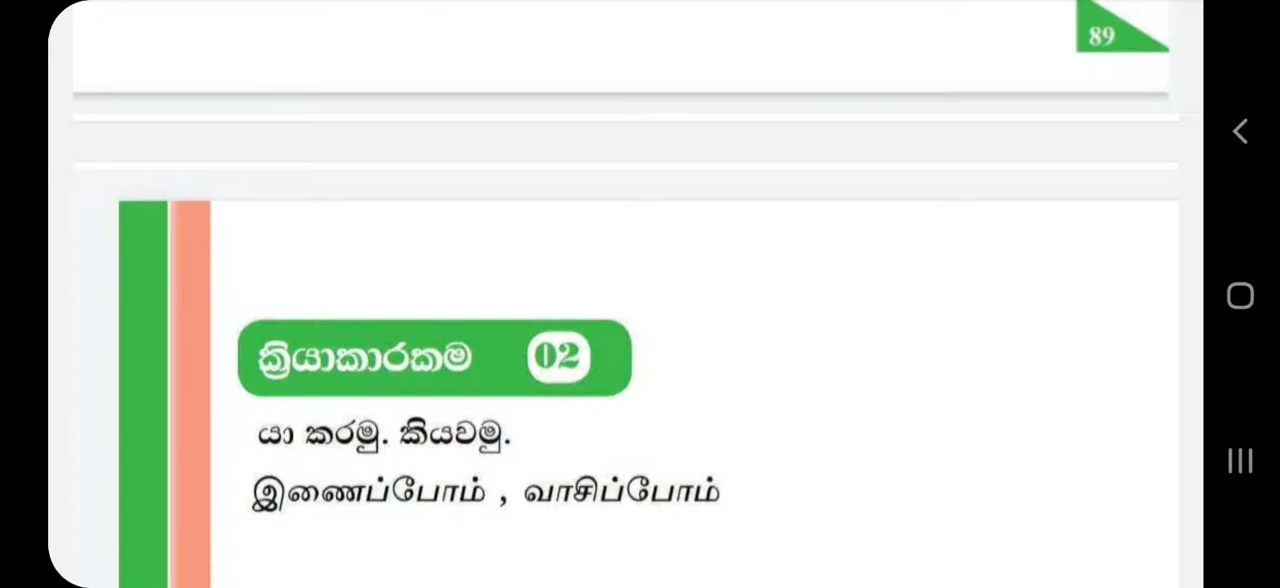 89
ක්‍රියාකාරකම 02
යා කරමු. කියවමු.
இணைப்போம் , வாசிப்போம்